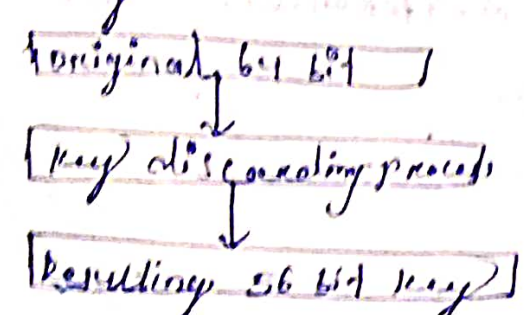 original 64 bit
Key discarding process
Resulting 56 bit key